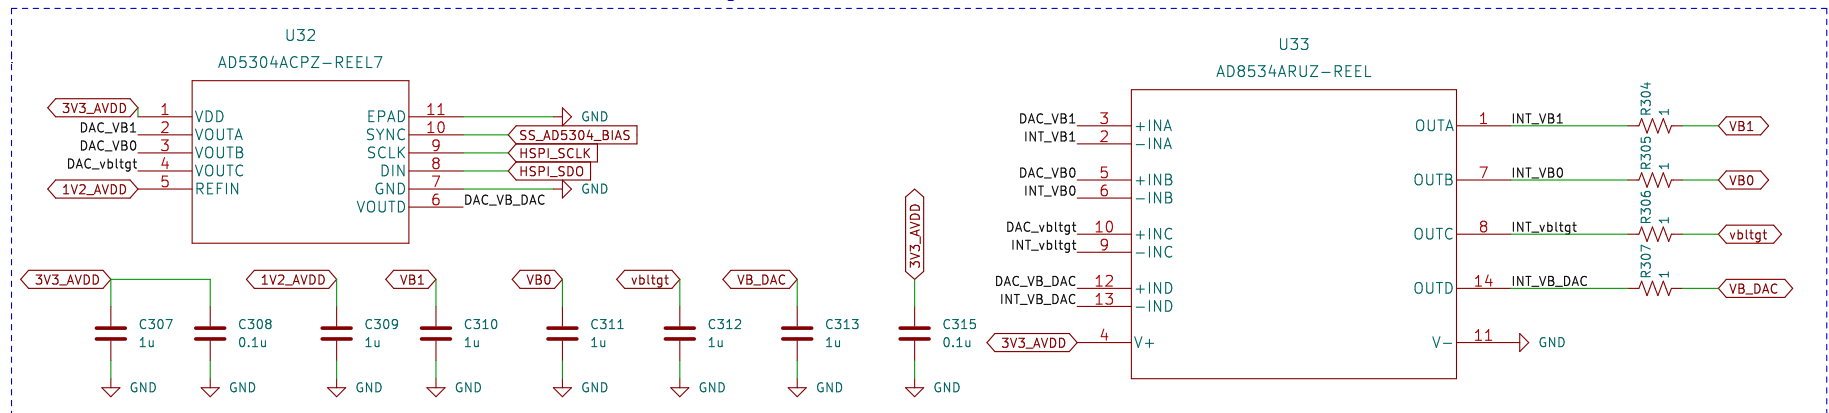 U32
AD5304ACPZ-REEL7
3V3_AVDD 1 VDD
DAC_VB1 2 VOUTA
DAC_VB0 3 VOUTB
DAC_vbltgt 4 VOUTC
1V2_AVDD 5 REFIN
EPAD 11 GND
SYNC 10 SS_AD5304_BIAS
SCLK 9 HSPI_SCLK
DIN 8 HSPI_SDO
GND 7 GND
VOUTD 6 DAC_VB_DAC
3V3_AVDD
1V2_AVDD
VB1
VB0
vbltgt
VB_DAC
3V3_AVDD
C307
1u
GND
C308
0.1u
GND
C309
1u
GND
C310
1u
GND
C311
1u
GND
C312
1u
GND
C313
1u
GND
C315
0.1u
GND
U33
AD8534ARUZ-REEL
DAC_VB1 3 +INA
INT_VB1 2 -INA
DAC_VB0 5 +INB
INT_VB0 6 -INB
DAC_vbltgt 10 +INC
INT_vbltgt 9 -INC
DAC_VB_DAC 12 +IND
INT_VB_DAC 13 -IND
3V3_AVDD 4 V+
OUTA 1 INT_VB1 R304 1 VB1
OUTB 7 INT_VB0 R305 1 VB0
OUTC 8 INT_vbltgt R306 1 vbltgt
OUTD 14 INT_VB_DAC R307 1 VB_DAC
V- 11 GND